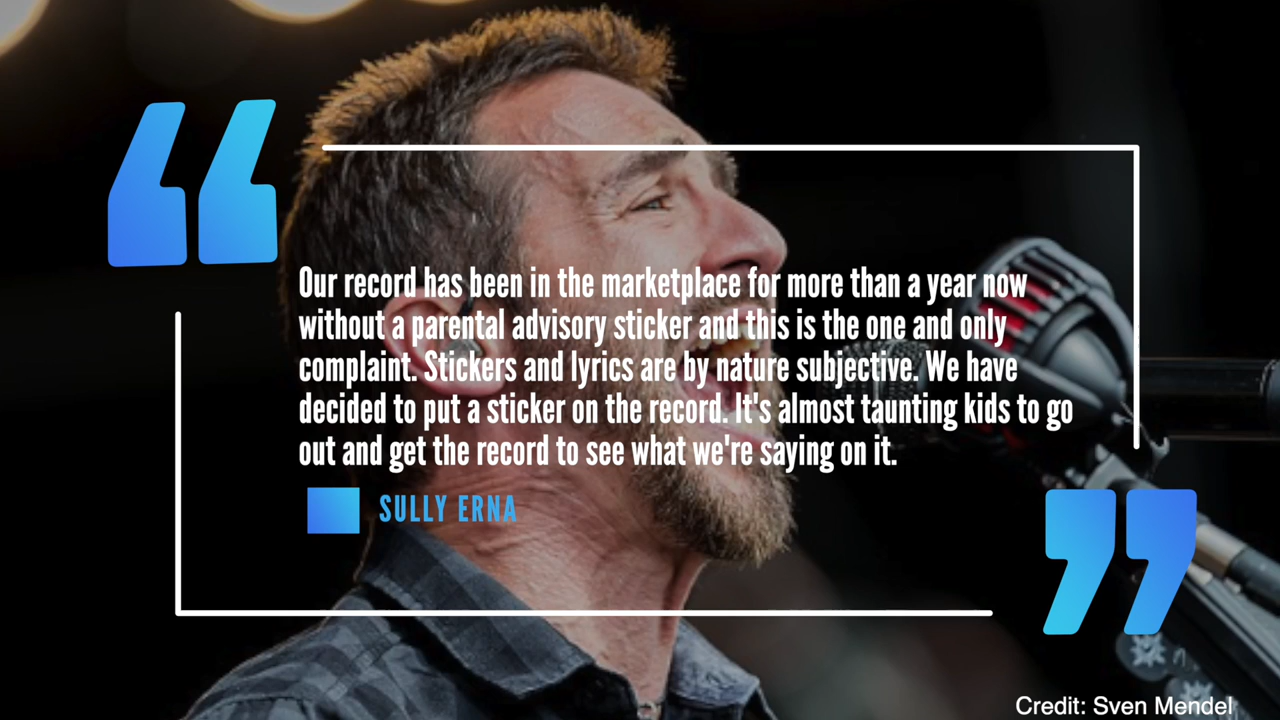 Our record has been in the marketplace for more than a year now
without a parental advisory sticker and this is the one and only
complaint. Stickers and lyrics are by nature subjective. We have
decided to put a sticker on the record. It's almost taunting kids to go
out and get the record to see what we're saying on it.
SULLY ERNA
Credit: Sven Mendel